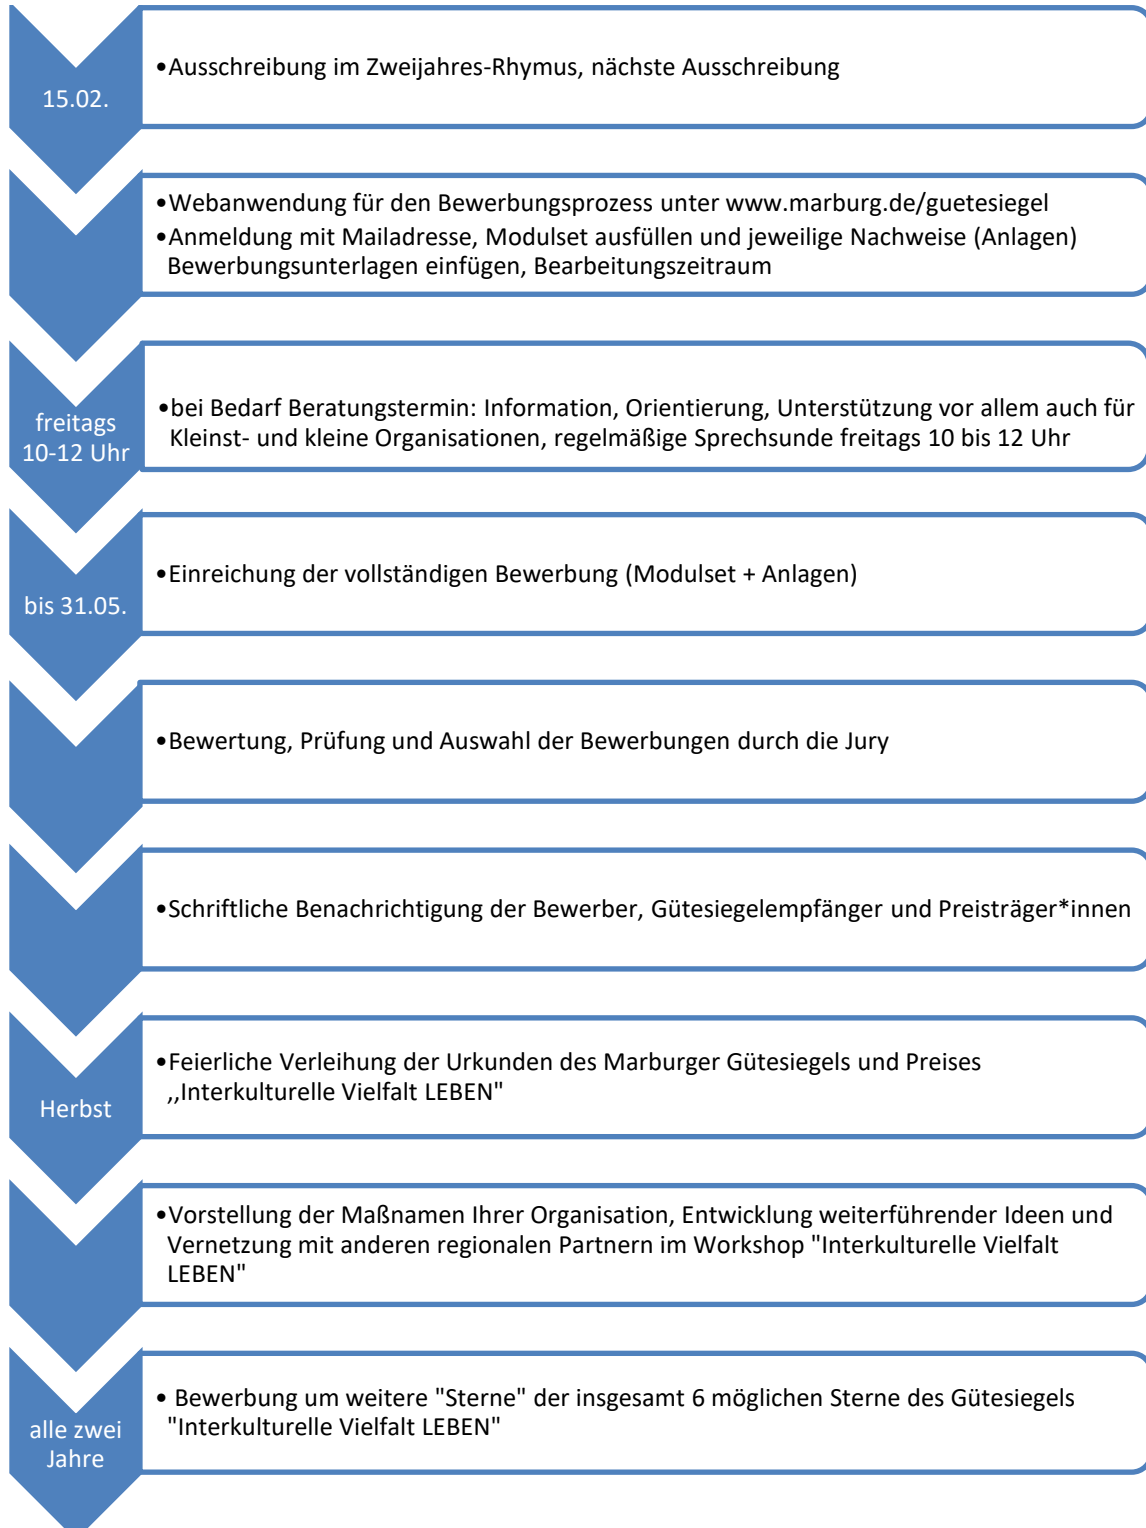 15.02.
•Ausschreibung im Zweijahres-Rhymus, nächste Ausschreibung
•Webanwendung für den Bewerbungsprozess unter www.marburg.de/guetesiegel
•Anmeldung mit Mailadresse, Modulset ausfüllen und jeweilige Nachweise (Anlagen)
Bewerbungsunterlagen einfügen, Bearbeitungszeitraum
freitags
10-12 Uhr
•bei Bedarf Beratungstermin: Information, Orientierung, Unterstützung vor allem auch für
Kleinst- und kleine Organisationen, regelmäßige Sprechsunde freitags 10 bis 12 Uhr
bis 31.05.
•Einreichung der vollständigen Bewerbung (Modulset + Anlagen)
•Bewertung, Prüfung und Auswahl der Bewerbungen durch die Jury
•Schriftliche Benachrichtigung der Bewerber, Gütesiegelempfänger und Preisträger*innen
Herbst
•Feierliche Verleihung der Urkunden des Marburger Gütesiegels und Preises
,,Interkulturelle Vielfalt LEBEN"
•Vorstellung der Maßnamen Ihrer Organisation, Entwicklung weiterführender Ideen und
Vernetzung mit anderen regionalen Partnern im Workshop "Interkulturelle Vielfalt
LEBEN"
alle zwei
Jahre
• Bewerbung um weitere "Sterne" der insgesamt 6 möglichen Sterne des Gütesiegels
"Interkulturelle Vielfalt LEBEN"